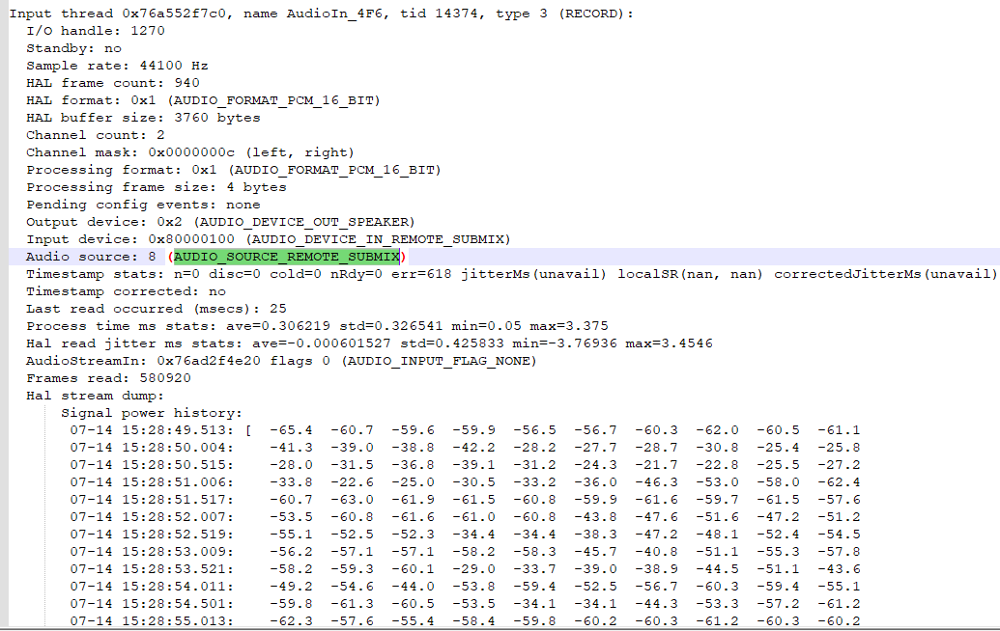 Input thread 0x76a552f7c0, name AudioIn_4F6, tid 14374, type 3 (RECORD):
I/O handle: 1270
Standby: no
Sample rate: 44100 Hz
HAL frame count: 940
HAL format: 0x1 (AUDIO_FORMAT_PCM_16_BIT)
HAL buffer size: 3760 bytes
Channel count: 2
Channel mask: 0x0000000c (left, right)
Processing format: 0x1 (AUDIO_FORMAT_PCM_16_BIT)
Processing frame size: 4 bytes
Pending config events: none
Output device: 0x2 (AUDIO_DEVICE_OUT_SPEAKER)
Input device: 0x80000100 (AUDIO_DEVICE_IN_REMOTE_SUBMIX)
Audio source: 8 (AUDIO_SOURCE_REMOTE_SUBMIX)
Timestamp stats: n=0 disc=0 cold=0 nRdy=0 err=618 jitterMs(unavail) localSR(nan, nan) correctedJitterMs(unavail)
Timestamp corrected: no
Last read occurred (msecs): 25
Process time ms stats: ave=0.306219 std=0.326541 min=0.05 max=3.375
Hal read jitter ms stats: ave=-0.000601527 std=0.425833 min=-3.76936 max=3.4546
AudioStreamIn: 0x76ad2f4e20 flags 0 (AUDIO_INPUT_FLAG_NONE)
Frames read: 580920
Hal stream dump:
Signal power history:
07-14 15:28:49.513: [ -65.4 -60.7 -59.6 -59.9 -56.5 -56.7 -60.3 -62.0 -60.5 -61.1
07-14 15:28:50.004: -41.3 -39.0 -38.8 -42.2 -28.2 -27.7 -28.7 -30.8 -25.4 -25.8
07-14 15:28:50.515: -28.0 -31.5 -36.8 -39.1 -31.2 -24.3 -21.7 -22.8 -25.5 -27.2
07-14 15:28:51.006: -33.8 -22.6 -25.0 -30.5 -33.2 -36.0 -46.3 -53.0 -58.0 -62.4
07-14 15:28:51.517: -60.7 -63.0 -61.9 -61.5 -60.8 -59.9 -61.6 -59.7 -61.5 -57.6
07-14 15:28:52.007: -53.5 -60.8 -61.6 -61.0 -60.8 -43.8 -47.6 -51.6 -47.2 -51.2
07-14 15:28:52.519: -55.1 -52.5 -52.3 -34.4 -34.4 -38.3 -47.2 -48.1 -52.4 -54.5
07-14 15:28:53.009: -56.2 -57.1 -57.1 -58.2 -58.3 -45.7 -40.8 -51.1 -55.3 -57.8
07-14 15:28:53.521: -58.2 -59.3 -60.1 -29.0 -33.7 -39.0 -38.9 -44.5 -51.1 -43.6
07-14 15:28:54.011: -49.2 -54.6 -44.0 -53.8 -59.4 -52.5 -56.7 -60.3 -59.4 -55.1
07-14 15:28:54.501: -59.8 -61.3 -60.5 -53.5 -34.1 -34.1 -44.3 -53.3 -57.2 -61.2
07-14 15:28:55.013: -62.3 -57.6 -55.4 -58.4 -59.8 -60.2 -60.3 -61.2 -60.3 -60.2